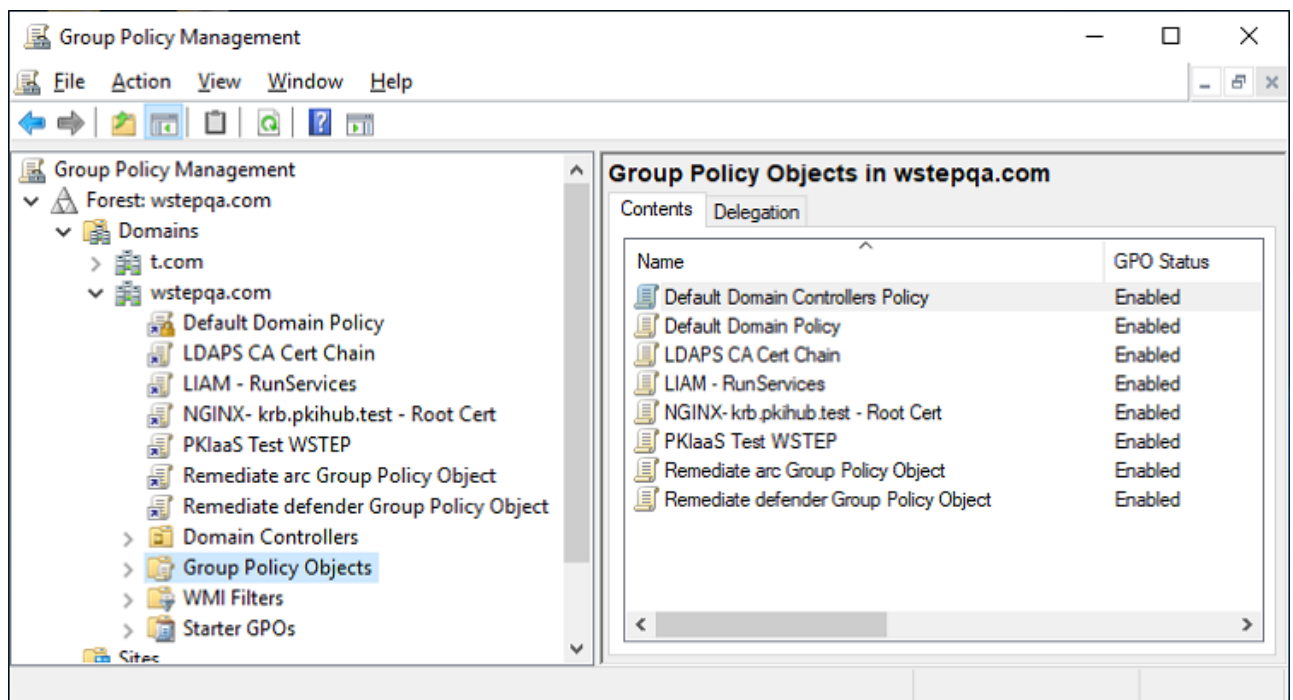 Group Policy Management
File Action View Window Help
Group Policy Management
Forest: wstepqa.com
Domains
t.com
wstepqa.com
Default Domain Policy
LDAPS CA Cert Chain
LIAM - RunServices
NGINX- krb.pkihub.test - Root Cert
PKIaaS Test WSTEP
Remediate arc Group Policy Object
Remediate defender Group Policy Object
Domain Controllers
Group Policy Objects
WMI Filters
Starter GPOs
Sites
Group Policy Objects in wstepqa.com
Contents Delegation
Name GPO Status
Default Domain Controllers Policy Enabled
Default Domain Policy Enabled
LDAPS CA Cert Chain Enabled
LIAM - RunServices Enabled
NGINX- krb.pkihub.test - Root Cert Enabled
PKIaaS Test WSTEP Enabled
Remediate arc Group Policy Object Enabled
Remediate defender Group Policy Object Enabled